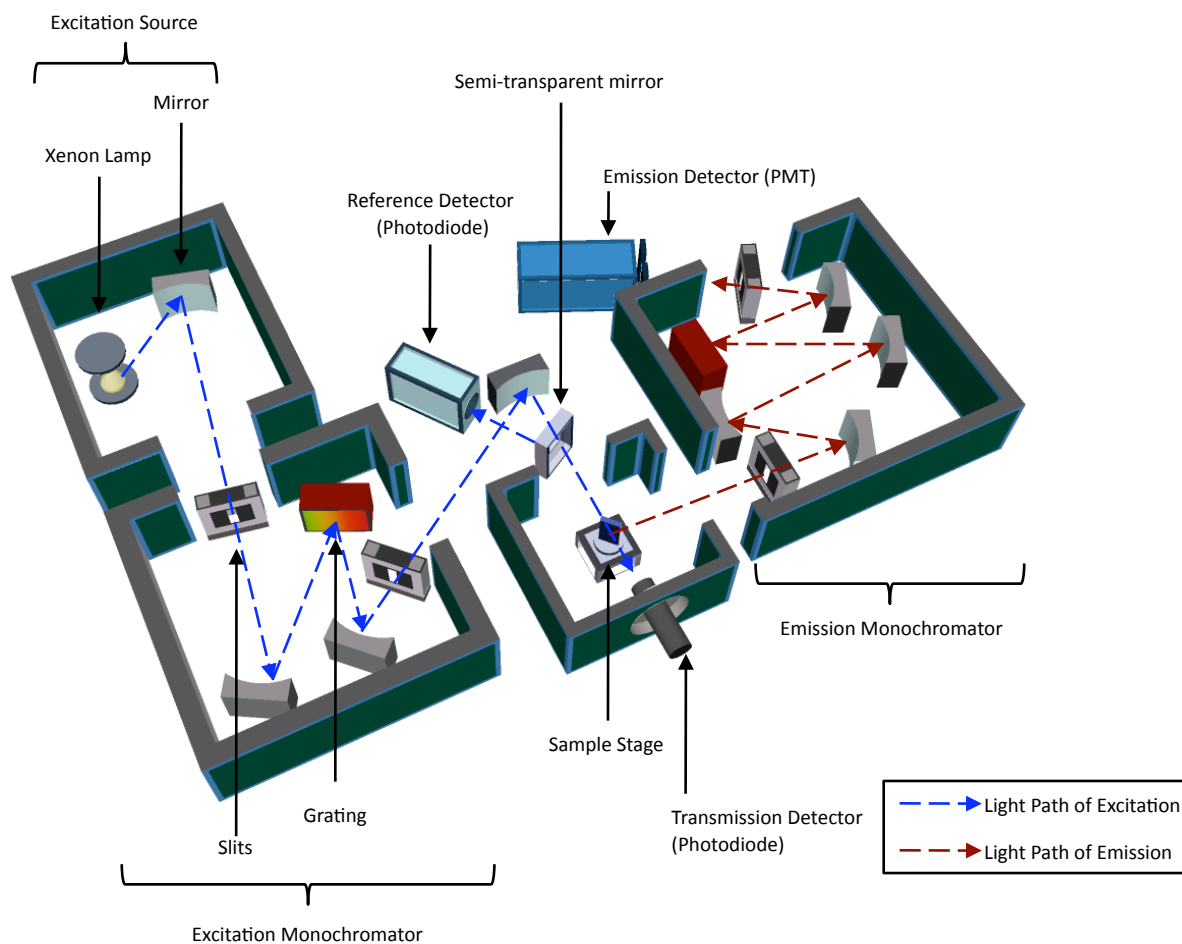 Excitation Source
Mirror
Xenon Lamp
Semi-transparent mirror
Reference Detector
(Photodiode)
Emission Detector (PMT)
Emission Monochromator
Sample Stage
Transmission Detector
(Photodiode)
Grating
Slits
Excitation Monochromator
Light Path of Excitation
Light Path of Emission